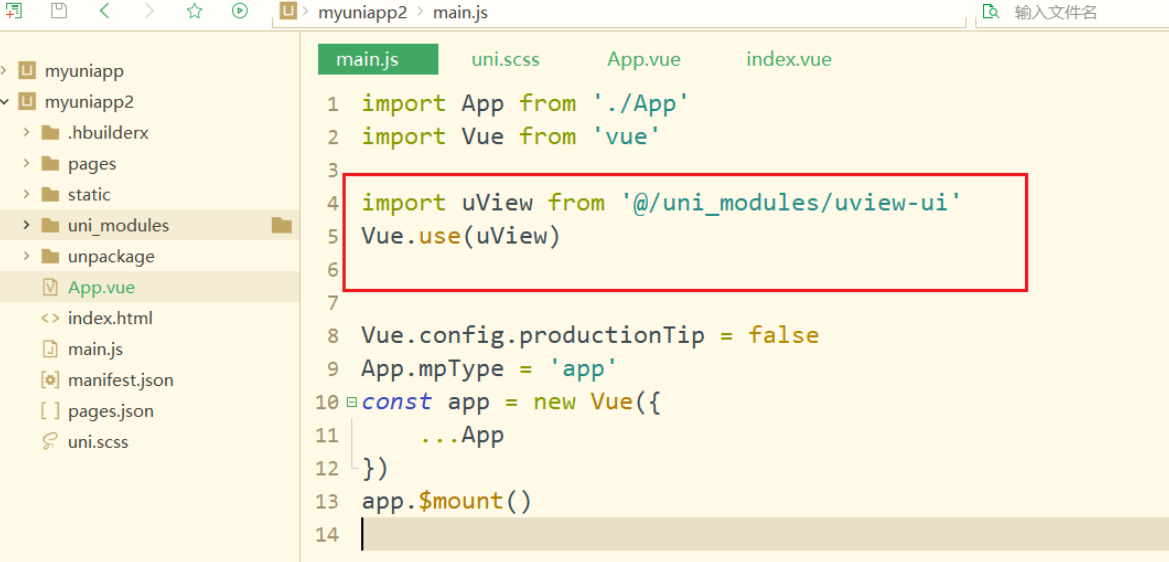 myuniapp2 > main.js
输入文件名
myuniapp
myuniapp2
.hbuilderx
pages
static
uni_modules
unpackage
App.vue
index.html
main.js
manifest.json
pages.json
uni.scss
main.js uni.scss App.vue index.vue
1 import App from './App'
2 import Vue from 'vue'
3
4 import uView from '@/uni_modules/uview-ui'
5 Vue.use(uView)
6
7
8 Vue.config.productionTip = false
9 App.mpType = 'app'
10 const app = new Vue({
11 ...App
12 })
13 app.$mount()
14